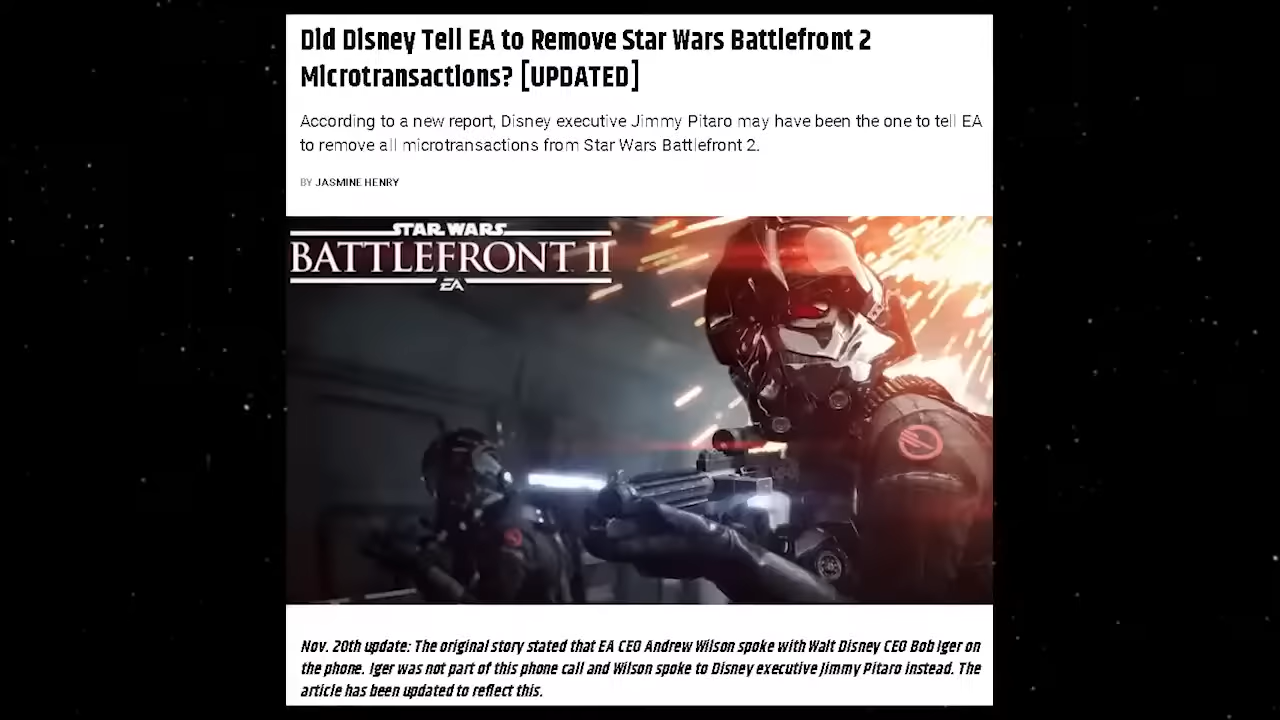 Did Disney Tell EA to Remove Star Wars Battlefront 2
Microtransactions? [UPDATED]
According to a new report, Disney executive Jimmy Pitaro may have been the one to tell EA
to remove all microtransactions from Star Wars Battlefront 2.
BY JASMINE HENRY
STAR WARS
BATTLEFRONT II
EA
Nov. 20th update: The original story stated that EA CEO Andrew Wilson spoke with Walt Disney CEO Bob Iger on
the phone. Iger was not part of this phone call and Wilson spoke to Disney executive Jimmy Pitaro instead. The
article has been updated to reflect this.